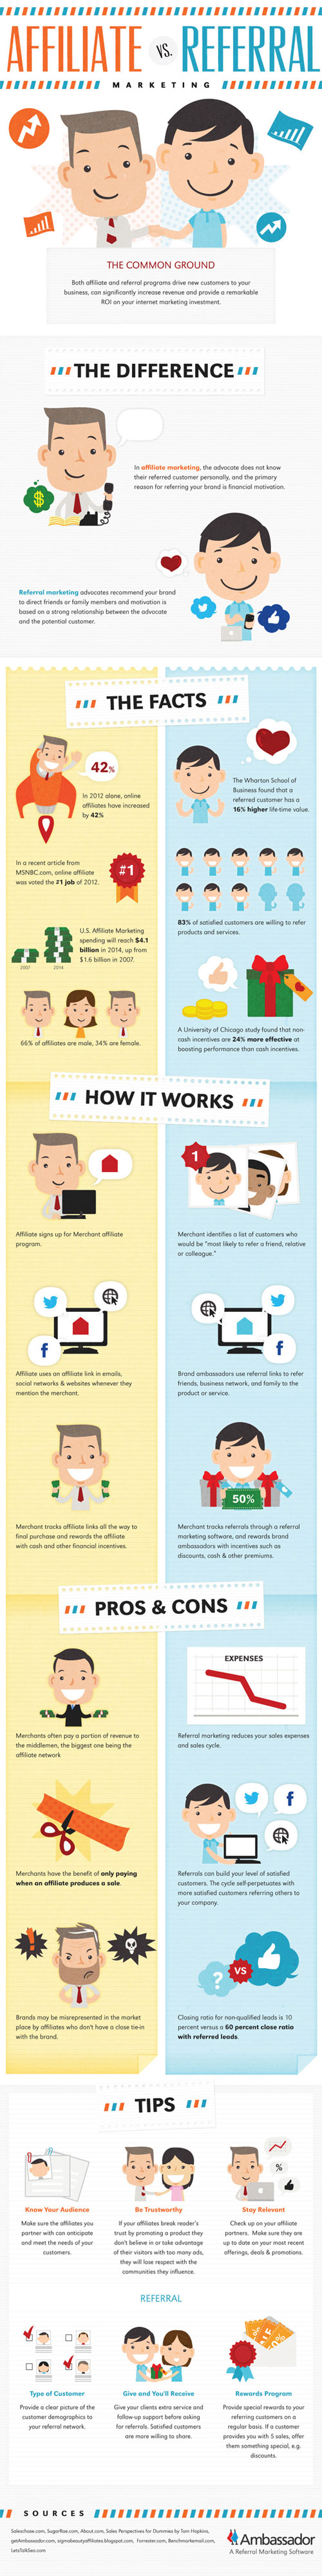 AFFILIATE VS. REFERRAL
MARKETING
THE COMMON GROUND
Both affiliate and referral programs drive new customers to your
business, can significantly increase revenue and provide a remarkable
ROI on your internet marketing investment.
THE DIFFERENCE
In affiliate marketing, the advocate does not know
their referred customer personally, and the primary
reason for referring your brand is financial motivation.
$
Referral marketing advocates recommend your brand
to direct friends or family members and motivation is
based on a strong relationship between the advocate
and the potential customer.
THE FACTS
42%
In 2012 alone, online
affiliates have increased
by 42%
In a recent article from
MSNBC.com, online affiliate
was voted the #1 job of 2012.
#1
U.S. Affiliate Marketing
spending will reach $4.1
billion in 2014, up from
$1.6 billion in 2007.
2007
2014
66% of affiliates are male, 34% are female.
The Wharton School of
Business found that a
referred customer has a
16% higher life-time value.
83% of satisfied customers are willing to refer
products and services.
A University of Chicago study found that non-
cash incentives are 24% more effective at
boosting performance than cash incentives.
HOW IT WORKS
Affiliate signs up for Merchant affiliate
program.
1
Merchant identifies a list of customers who
would be "most likely to refer a friend, relative
or colleague."
Affiliate uses an affiliate link in emails,
social networks & websites whenever they
mention the merchant.
Brand ambassadors use referral links to refer
friends, business network, and family to the
product or service.
Merchant tracks affiliate links all the way to
final purchase and rewards the affiliate
with cash and other financial incentives.
50%
Merchant tracks referrals through a referral
marketing software, and rewards brand
ambassadors with incentives such as
discounts, cash & other premiums.
PROS & CONS
Merchants often pay a portion of revenue to
the middlemen, the biggest one being the
affiliate network
EXPENSES
Referral marketing reduces your sales expenses
and sales cycle.
Merchants have the benefit of only paying
when an affiliate produces a sale.
Referrals can build your level of satisfied
customers. The cycle self-perpetuates with
more satisfied customers referring others to
your company.
Brands may be misrepresented in the market
place by affiliates who don't have a close tie-in
with the brand.
? VS
Closing ratio for non-qualified leads is 10
percent versus a 60 percent close ratio
with referred leads.
TIPS
Know Your Audience
Make sure the affiliates you
partner with can anticipate
and meet the needs of your
customers.
Be Trustworthy
If your affiliates break reader's
trust by promoting a product they
don't believe in or take advantage
of their visitors with too many ads,
they will lose respect with the
communities they influence.
%
Stay Relevant
Check up on your affiliate
partners. Make sure they are
up to date on your most recent
offerings, deals & promotions.
REFERRAL
Type of Customer
Provide a clear picture of the
customer demographics to
your referral network.
Give and You'll Receive
Give your clients extra service and
follow-up support before asking
for referrals. Satisfied customers
are more willing to share.
Rewards Program
Provide special rewards to your
referring customers on a
regular basis. If a customer
provides you with 5 sales, offer
them something special, e.g.
discounts.
SOURCES
Saleschase.com, SugarRae.com, About.com, Sales Perspectives for Dummies by Tom Hopkins,
getAmbassador.com, sigmabeautyaffiliates.blogspot.com, Forrester.com, Benchmarkemail.com,
LetsTalkSeo.com
Ambassador
A Referral Marketing Software